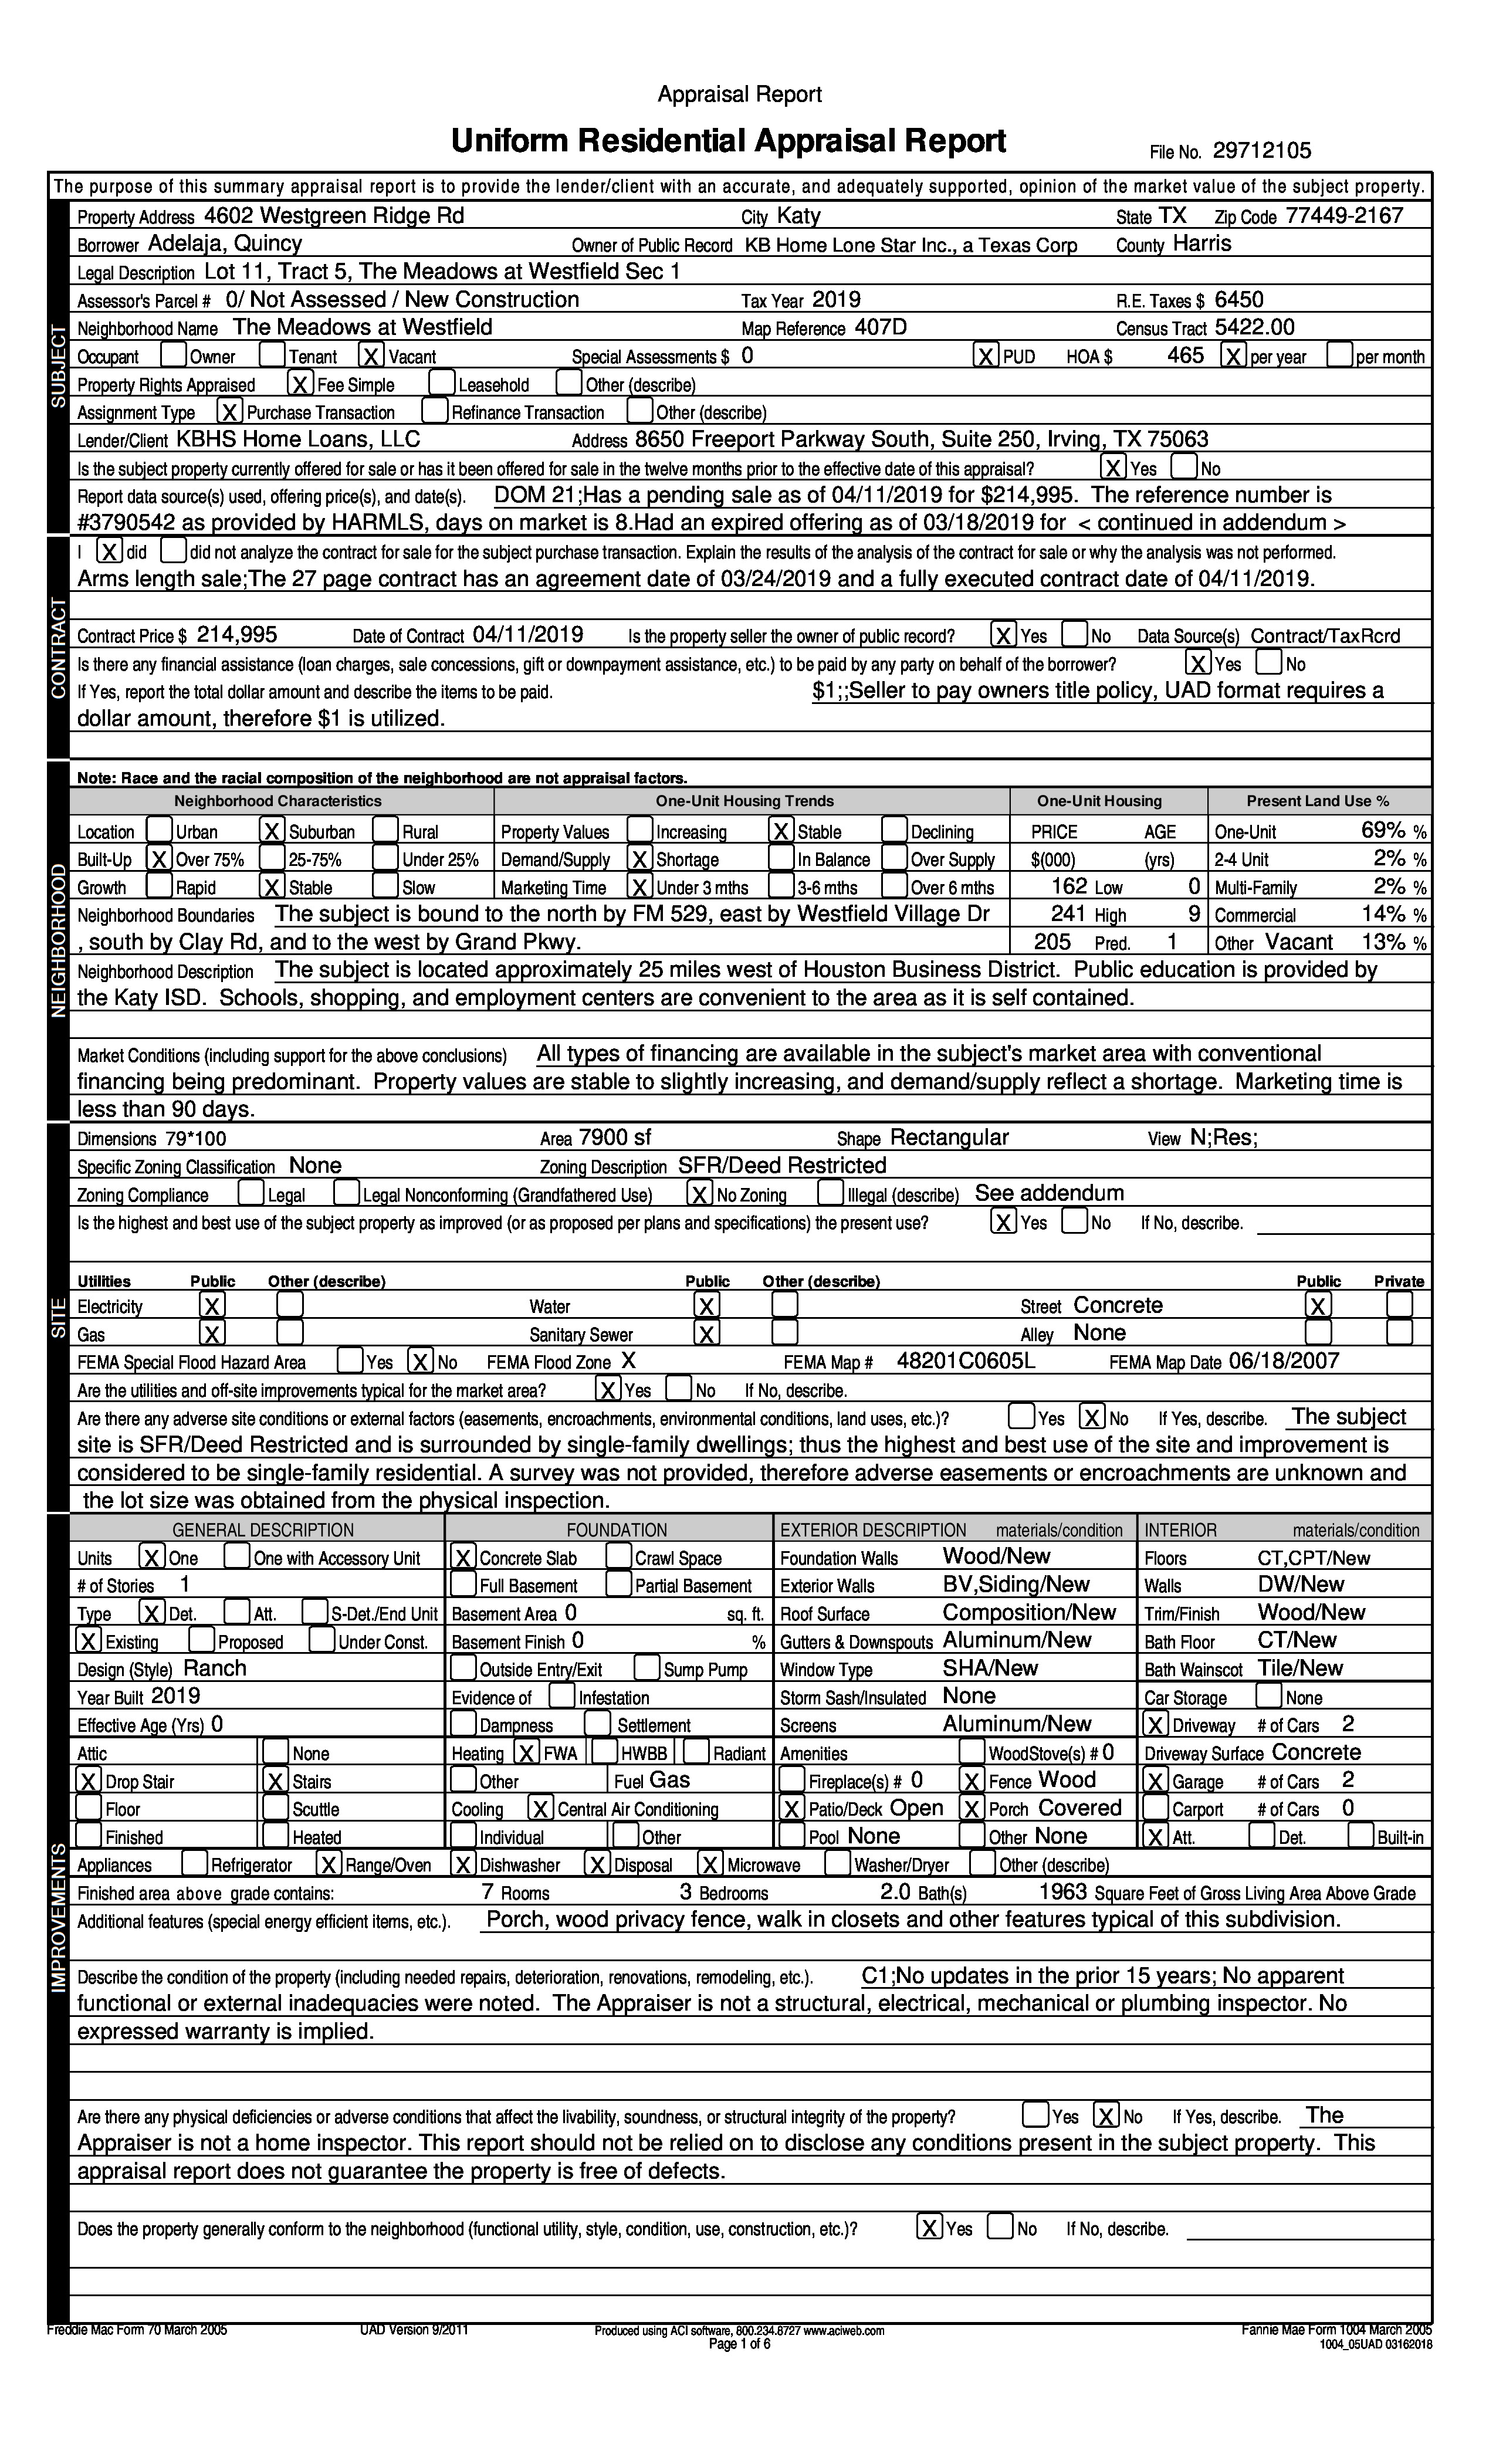 Appraisal Report
Uniform Residential Appraisal Report File No. 29712105
The purpose of this summary appraisal report is to provide the lender/client with an accurate, and adequately supported, opinion of the market value of the subject property.
SUBJECT
Property Address 4602 Westgreen Ridge Rd City Katy State TX Zip Code 77449-2167
Borrower Adelaja, Quincy Owner of Public Record KB Home Lone Star Inc., a Texas Corp County Harris
Legal Description Lot 11, Tract 5, The Meadows at Westfield Sec 1
Assessor's Parcel # 0/ Not Assessed / New Construction Tax Year 2019 R.E. Taxes $ 6450
Neighborhood Name The Meadows at Westfield Map Reference 407D Census Tract 5422.00
Occupant Owner Tenant X Vacant Special Assessments $ 0 X PUD HOA $ 465 X per year per month
Property Rights Appraised X Fee Simple Leasehold Other (describe)
Assignment Type X Purchase Transaction Refinance Transaction Other (describe)
Lender/Client KBHS Home Loans, LLC Address 8650 Freeport Parkway South, Suite 250, Irving, TX 75063
Is the subject property currently offered for sale or has it been offered for sale in the twelve months prior to the effective date of this appraisal? X Yes No
Report data source(s) used, offering price(s), and date(s). DOM 21;Has a pending sale as of 04/11/2019 for $214,995. The reference number is
#3790542 as provided by HARMLS, days on market is 8.Had an expired offering as of 03/18/2019 for < continued in addendum >
CONTRACT
I X did did not analyze the contract for sale for the subject purchase transaction. Explain the results of the analysis of the contract for sale or why the analysis was not performed.
Arms length sale;The 27 page contract has an agreement date of 03/24/2019 and a fully executed contract date of 04/11/2019.
Contract Price $ 214,995 Date of Contract 04/11/2019 Is the property seller the owner of public record? X Yes No Data Source(s) Contract/TaxRcrd
Is there any financial assistance (loan charges, sale concessions, gift or downpayment assistance, etc.) to be paid by any party on behalf of the borrower? X Yes No
If Yes, report the total dollar amount and describe the items to be paid. $1;;Seller to pay owners title policy, UAD format requires a
dollar amount, therefore $1 is utilized.
NEIGHBORHOOD
Note: Race and the racial composition of the neighborhood are not appraisal factors.
Neighborhood Characteristics One-Unit Housing Trends One-Unit Housing Present Land Use %
Location Urban X Suburban Rural Property Values Increasing X Stable Declining PRICE AGE One-Unit 69% %
Built-Up X Over 75% 25-75% Under 25% Demand/Supply X Shortage In Balance Over Supply $(000) (yrs) 2-4 Unit 2% %
Growth Rapid X Stable Slow Marketing Time X Under 3 mths 3-6 mths Over 6 mths 162 Low 0 Multi-Family 2% %
Neighborhood Boundaries The subject is bound to the north by FM 529, east by Westfield Village Dr 241 High 9 Commercial 14% %
, south by Clay Rd, and to the west by Grand Pkwy. 205 Pred. 1 Other Vacant 13% %
Neighborhood Description The subject is located approximately 25 miles west of Houston Business District. Public education is provided by
the Katy ISD. Schools, shopping, and employment centers are convenient to the area as it is self contained.
Market Conditions (including support for the above conclusions) All types of financing are available in the subject's market area with conventional
financing being predominant. Property values are stable to slightly increasing, and demand/supply reflect a shortage. Marketing time is
less than 90 days.
SITE
Dimensions 79*100 Area 7900 sf Shape Rectangular View N;Res;
Specific Zoning Classification None Zoning Description SFR/Deed Restricted
Zoning Compliance Legal Legal Nonconforming (Grandfathered Use) X No Zoning Illegal (describe) See addendum
Is the highest and best use of the subject property as improved (or as proposed per plans and specifications) the present use? X Yes No If No, describe.
Utilities Public Other (describe) Public Other (describe) Public Private
Electricity X Water X Street Concrete X
Gas X Sanitary Sewer X Alley None
FEMA Special Flood Hazard Area Yes X No FEMA Flood Zone X FEMA Map # 48201C0605L FEMA Map Date 06/18/2007
Are the utilities and off-site improvements typical for the market area? X Yes No If No, describe.
Are there any adverse site conditions or external factors (easements, encroachments, environmental conditions, land uses, etc.)? Yes X No If Yes, describe. The subject
site is SFR/Deed Restricted and is surrounded by single-family dwellings; thus the highest and best use of the site and improvement is
considered to be single-family residential. A survey was not provided, therefore adverse easements or encroachments are unknown and
the lot size was obtained from the physical inspection.
IMPROVEMENTS
GENERAL DESCRIPTION FOUNDATION EXTERIOR DESCRIPTION materials/condition INTERIOR materials/condition
Units X One One with Accessory Unit X Concrete Slab Crawl Space Foundation Walls Wood/New Floors CT,CPT/New
# of Stories 1 Full Basement Partial Basement Exterior Walls BV,Siding/New Walls DW/New
Type X Det. Att. S-Det./End Unit Basement Area 0 sq. ft. Roof Surface Composition/New Trim/Finish Wood/New
X Existing Proposed Under Const. Basement Finish 0 % Gutters & Downspouts Aluminum/New Bath Floor CT/New
Design (Style) Ranch Outside Entry/Exit Sump Pump Window Type SHA/New Bath Wainscot Tile/New
Year Built 2019 Evidence of Infestation Storm Sash/Insulated None Car Storage None
Effective Age (Yrs) 0 Dampness Settlement Screens Aluminum/New X Driveway # of Cars 2
Attic None Heating X FWA HWBB Radiant Amenities WoodStove(s) # 0 Driveway Surface Concrete
X Drop Stair X Stairs Other Fuel Gas Fireplace(s) # 0 X Fence Wood X Garage # of Cars 2
Floor Scuttle Cooling X Central Air Conditioning X Patio/Deck Open X Porch Covered Carport # of Cars 0
Finished Heated Individual Other Pool None Other None X Att. Det. Built-in
Appliances Refrigerator X Range/Oven X Dishwasher X Disposal X Microwave Washer/Dryer Other (describe)
Finished area above grade contains: 7 Rooms 3 Bedrooms 2.0 Bath(s) 1963 Square Feet of Gross Living Area Above Grade
Additional features (special energy efficient items, etc.). Porch, wood privacy fence, walk in closets and other features typical of this subdivision.
Describe the condition of the property (including needed repairs, deterioration, renovations, remodeling, etc.). C1;No updates in the prior 15 years; No apparent
functional or external inadequacies were noted. The Appraiser is not a structural, electrical, mechanical or plumbing inspector. No
expressed warranty is implied.
Are there any physical deficiencies or adverse conditions that affect the livability, soundness, or structural integrity of the property? Yes X No If Yes, describe. The
Appraiser is not a home inspector. This report should not be relied on to disclose any conditions present in the subject property. This
appraisal report does not guarantee the property is free of defects.
Does the property generally conform to the neighborhood (functional utility, style, condition, use, construction, etc.)? X Yes No If No, describe.
Freddie Mac Form 70 March 2005 UAD Version 9/2011 Produced using ACI software, 800.234.8727 www.aciweb.com Fannie Mae Form 1004 March 2005
Page 1 of 6 1004_05UAD 03162018